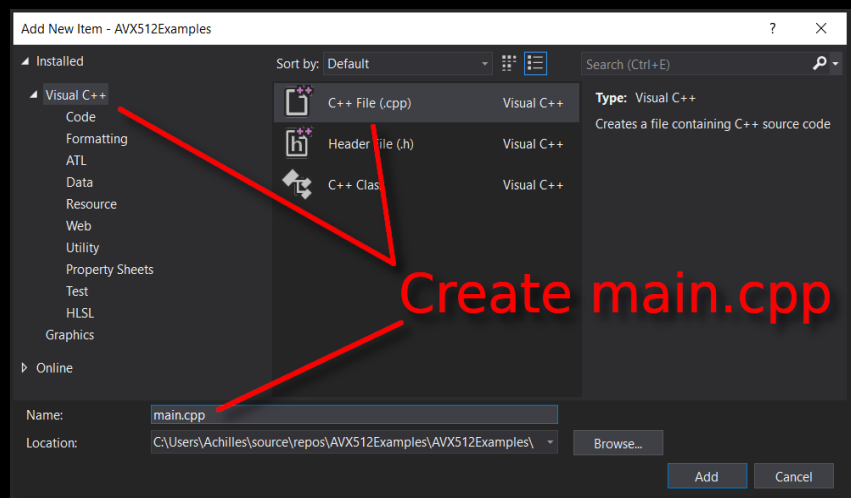 Add New Item - AVX512Examples
Installed
Sort by: Default
Search (Ctrl+E)
Visual C++
Code
Formatting
ATL
Data
Resource
Web
Utility
Property Sheets
Test
HLSL
Graphics
Online
C++ File (.cpp) Visual C++
Header File (.h) Visual C++
C++ Class Visual C++
Type: Visual C++
Creates a file containing C++ source code
Create main.cpp
Name: main.cpp
Location: C:\Users\Achilles\source\repos\AVX512Examples\AVX512Examples\
Browse...
Add Cancel